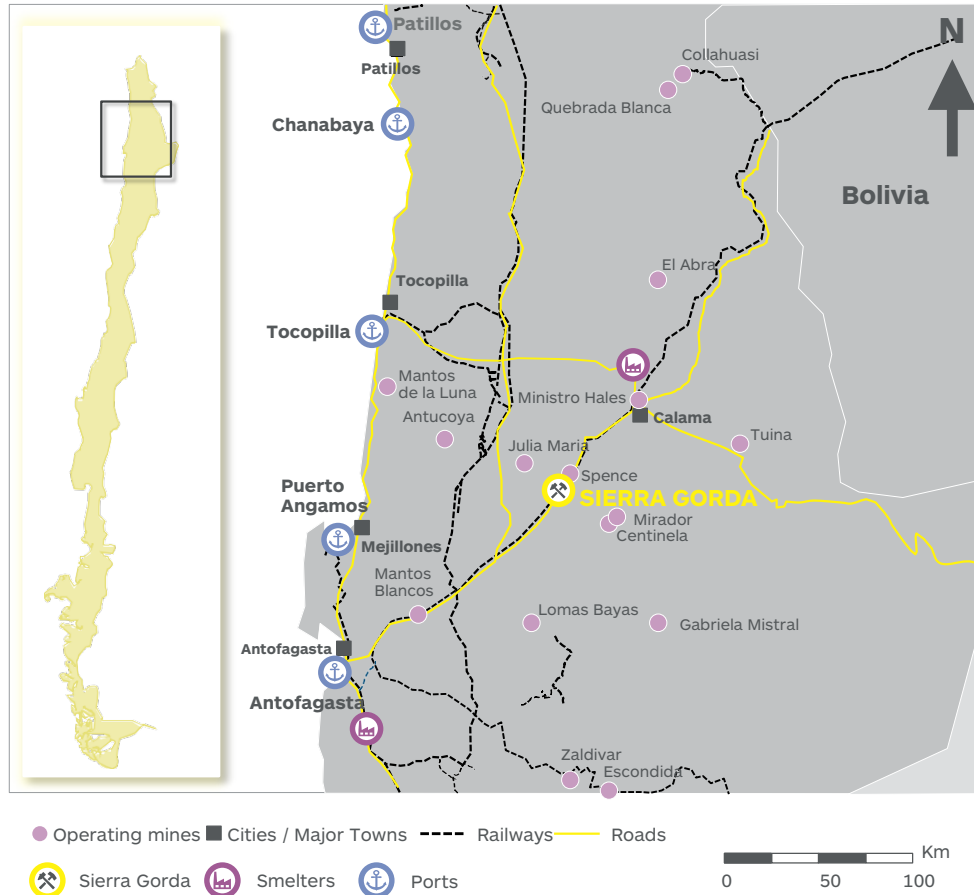 Patillos
Patillos
N
Collahuasi
Quebrada Blanca
Chanabaya
Bolivia
El Abra
Tocopilla
Tocopilla
Mantos
de la Luna
Ministro Hales
Antucoya
Calama
Julia Maria
Tuina
Spence
SIERRA GORDA
Puerto
Angamos
Mirador
Centinela
Mejillones
Mantos
Blancos
Lomas Bayas
Gabriela Mistral
Antofagasta
Antofagasta
Zaldivar
Escondida
Operating mines
Cities / Major Towns
Railways
Roads
Km
Sierra Gorda
Smelters
Ports
0 50 100